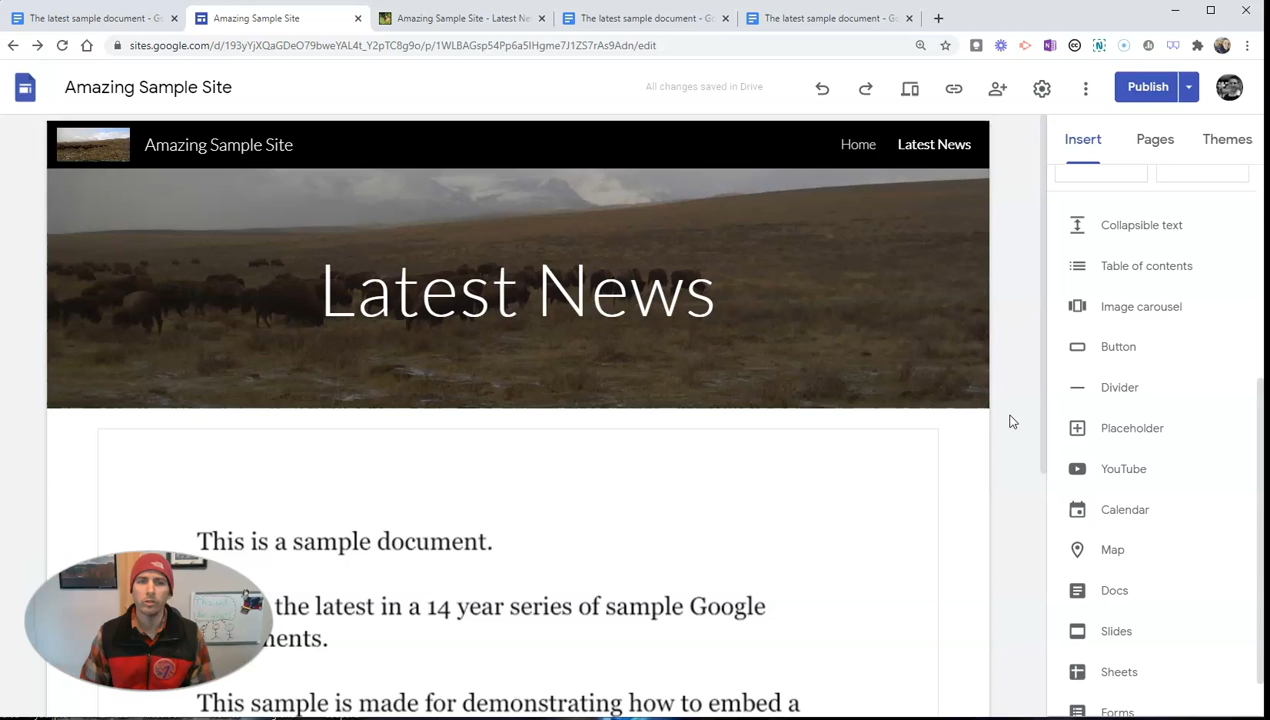 The latest sample document - Go
Amazing Sample Site
Amazing Sample Site - Latest Ne
The latest sample document - Go
The latest sample document - Go
sites.google.com/d/193yYjXQaGDeO79bweYAL4t_Y2pTC8g9o/p/1WLBAGsp54Pp6a5IHgme7J1ZS7rAs9Adn/edit
Amazing Sample Site
All changes saved in Drive
Publish
Amazing Sample Site
Home
Latest News
Insert
Pages
Themes
Latest News
Collapsible text
Table of contents
Image carousel
Button
Divider
Placeholder
YouTube
Calendar
Map
Docs
Slides
Sheets
Forms
This is a sample document.
the latest in a 14 year series of sample Google
This sample is made for demonstrating how to embed a